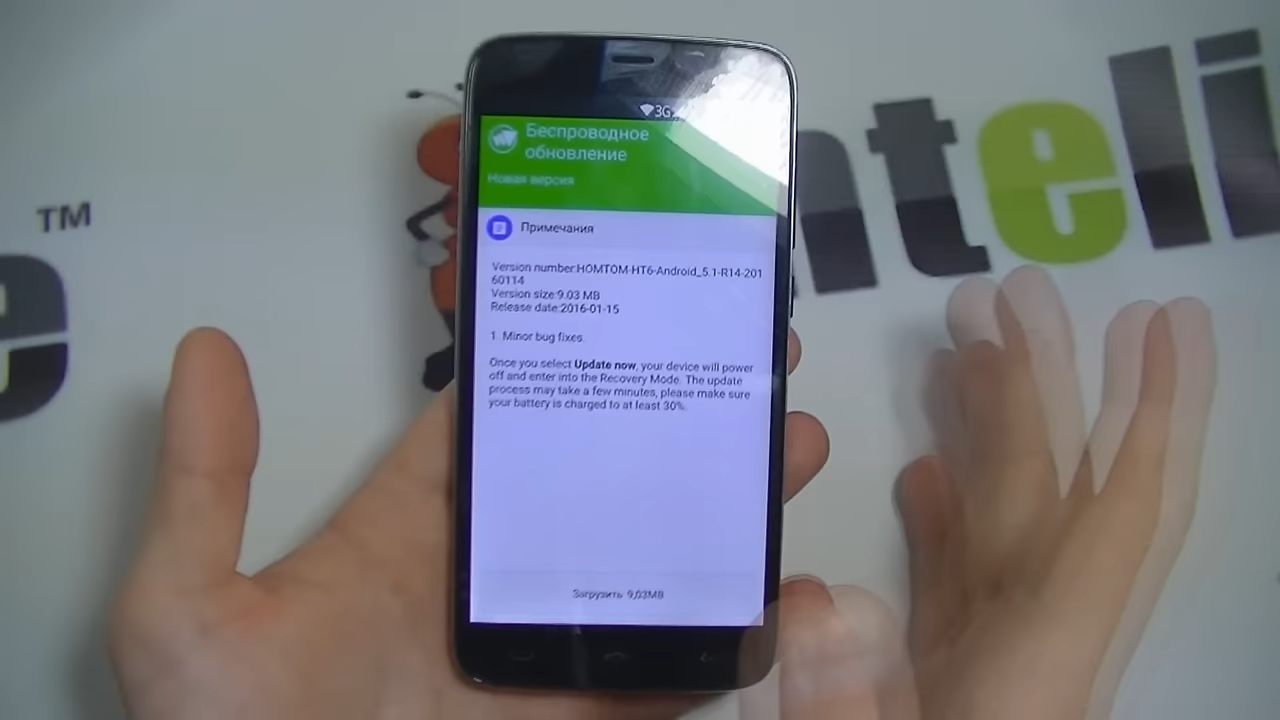 3G
Беспроводное
обновление
Новая версия
Примечания
Version number:HOMTOM-HT6-Android_5.1-R14-201
60114
Version size:9.03 MB
Release date:2016-01-15
1. Minor bug fixes.
Once you select Update now, your device will power
off and enter into the Recovery Mode. The update
process may take a few minutes, please make sure
your battery is charged to at least 30%.
Загрузить 9,03MB
TM
e
nteli